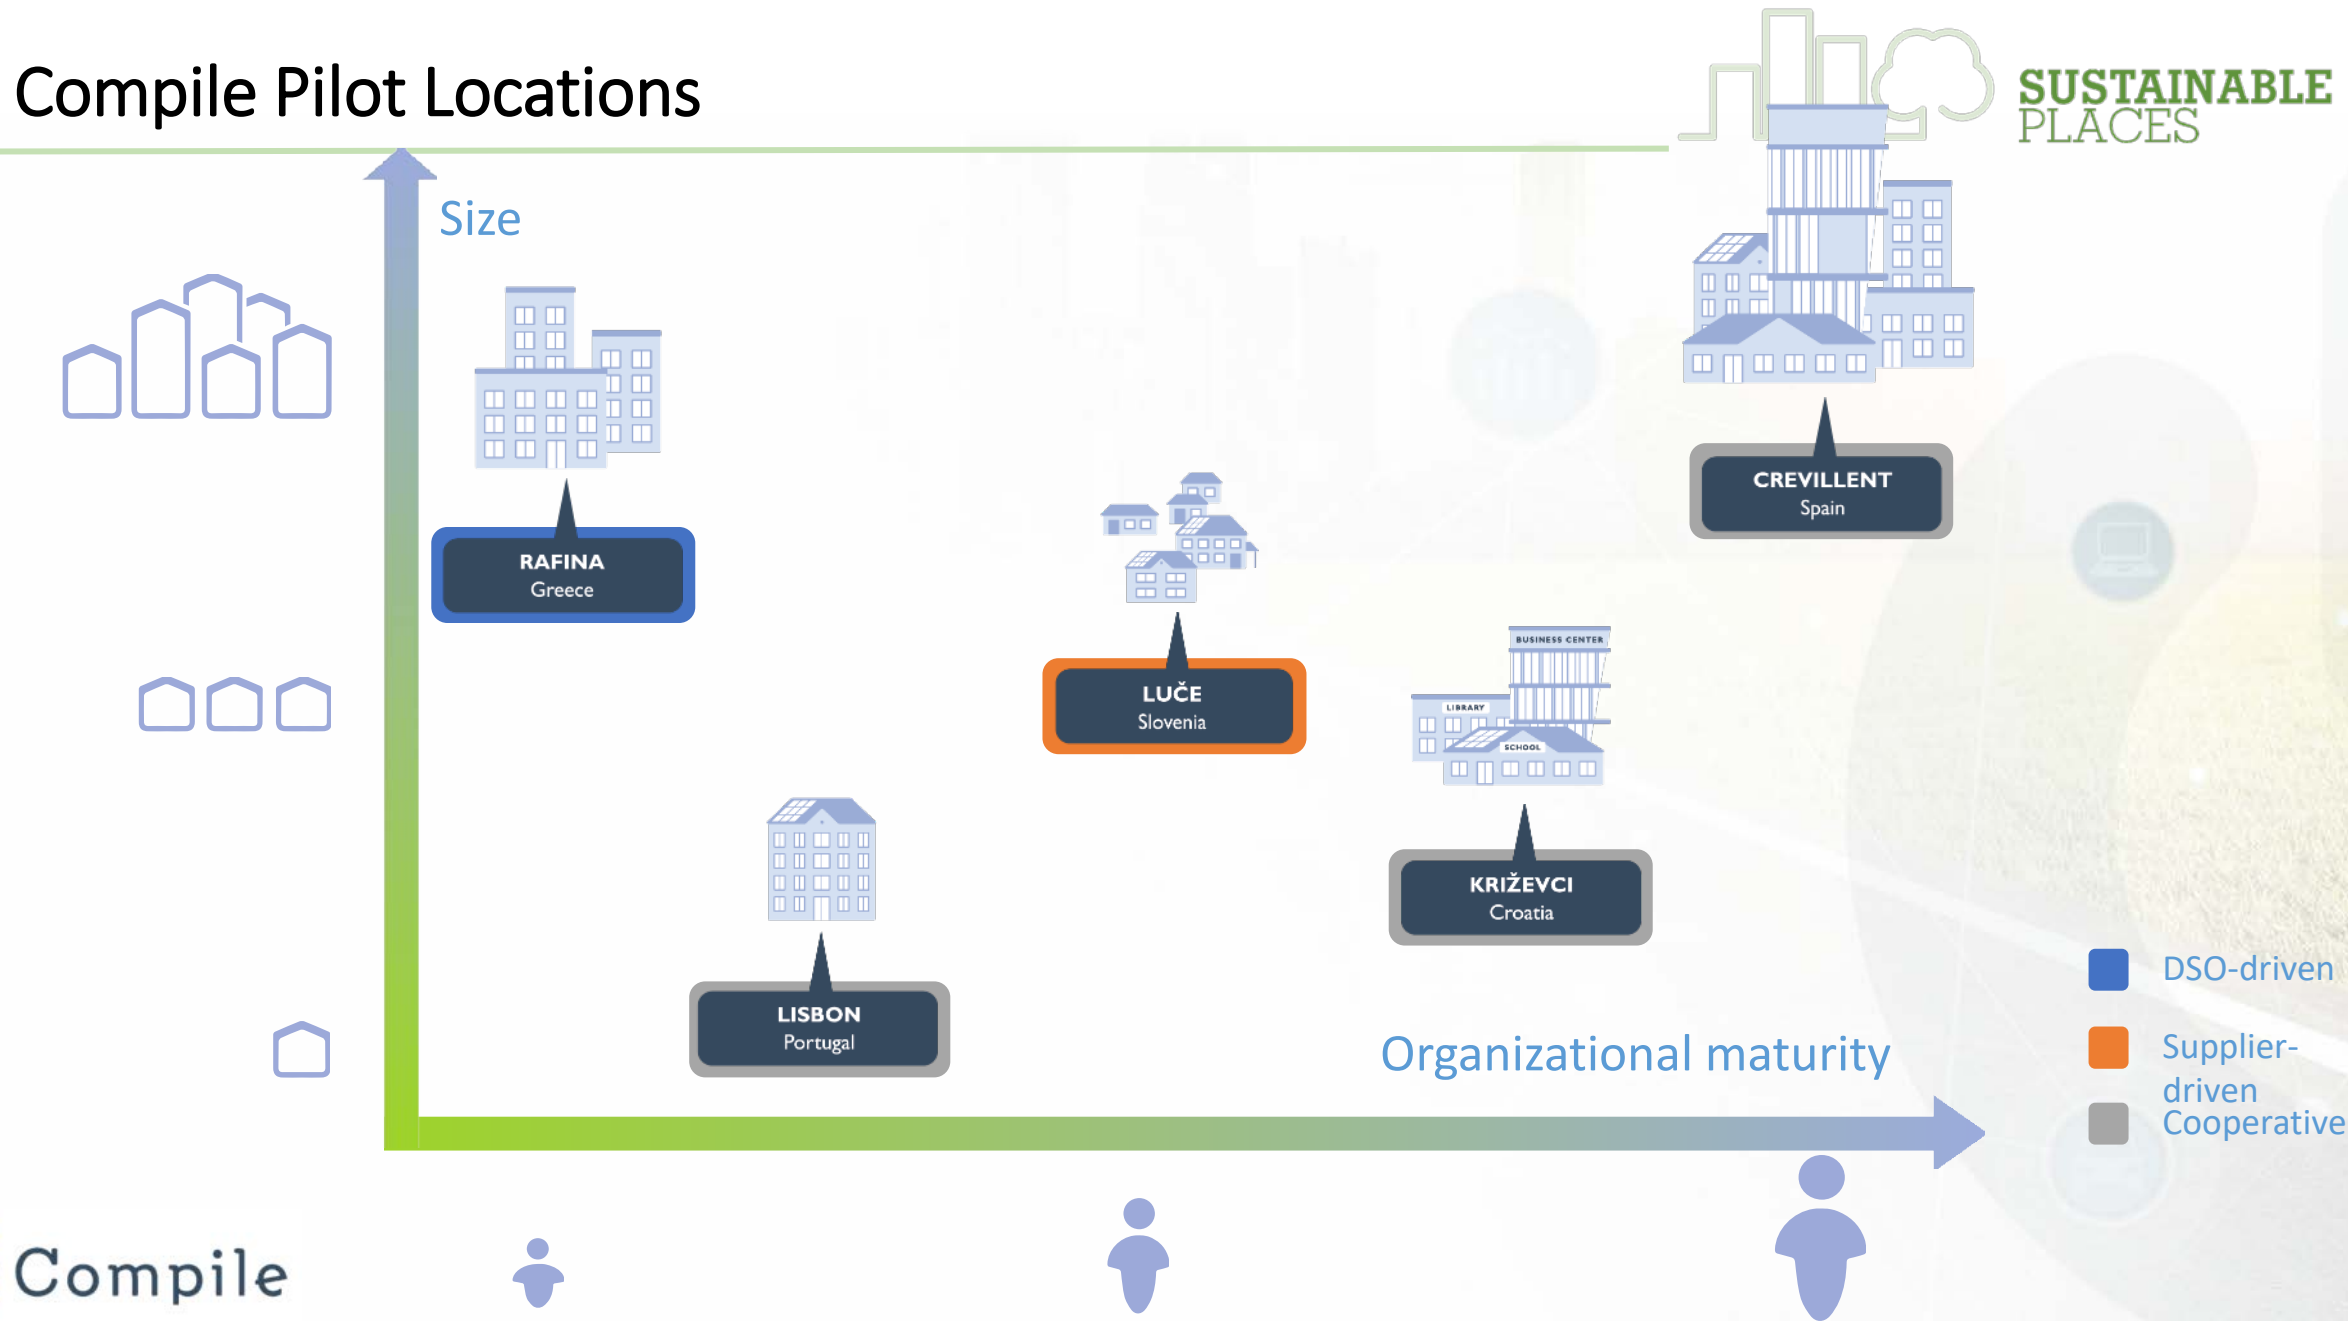 Compile Pilot Locations
SUSTAINABLE
PLACES
Size
RAFINA
Greece
CREVILLENT
Spain
LUČE
Slovenia
BUSINESS CENTER
LIBRARY
SCHOOL
KRIŽEVCI
Croatia
LISBON
Portugal
Organizational maturity
DSO-driven
Supplier-
driven
Cooperative
Compile